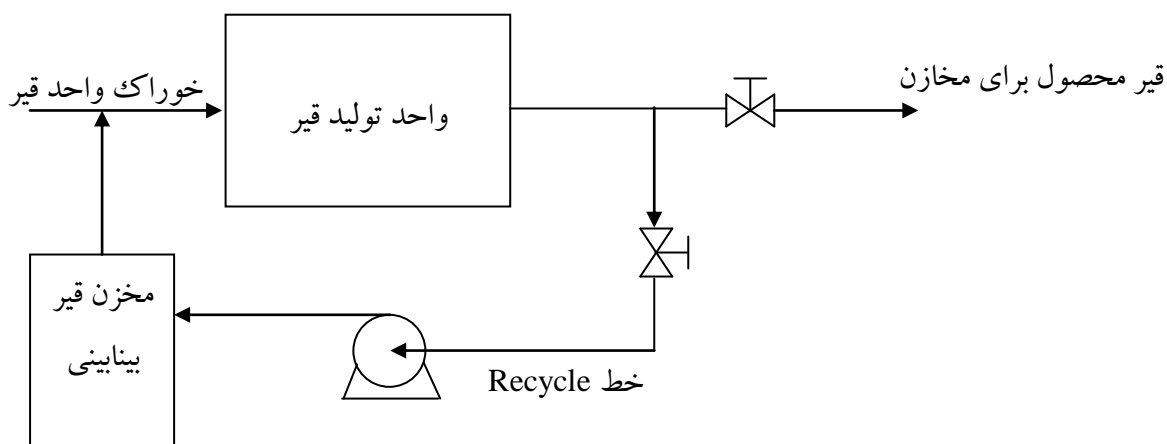 خوراك واحد قير
واحد توليد قير
قير محصول براى مخازن
مخزن قير
بينابينى
خط Recycle